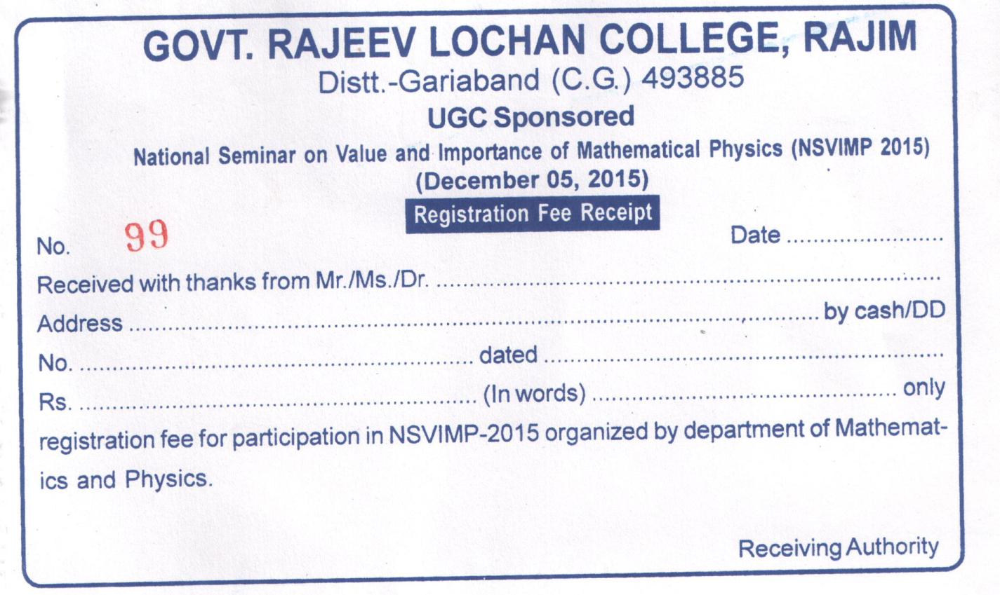 GOVT. RAJEEV LOCHAN COLLEGE, RAJIM
Distt.-Gariaband (C.G.) 493885
UGC Sponsored
National Seminar on Value and Importance of Mathematical Physics (NSVIMP 2015)
(December 05, 2015)
Registration Fee Receipt
No. 99 Date ........................
Received with thanks from Mr./Ms./Dr. ........................................................................
Address .................................................................................................... by cash/DD
No. ......................................................... dated .........................................................
Rs. ......................................................... (In words) ............................................ only
registration fee for participation in NSVIMP-2015 organized by department of Mathemat-
ics and Physics.
Receiving Authority